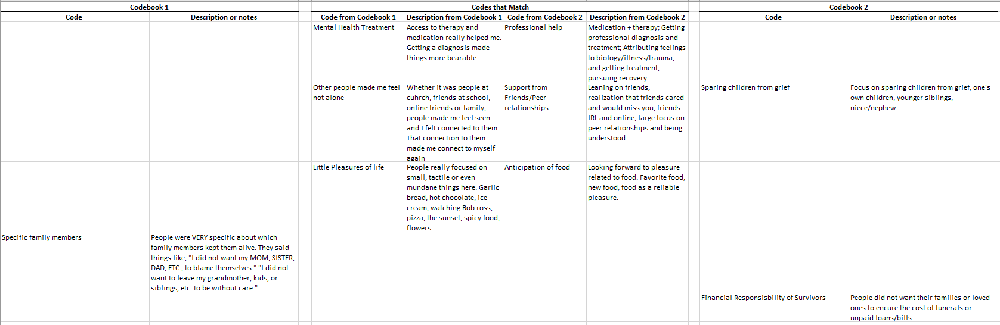 Codebook 1
Codes that Match
Codebook 2
Code
Description or notes
Code from Codebook 1
Description from Codebook 1
Code from Codebook 2
Description from Codebook 2
Code
Description or notes
Mental Health Treatment
Access to therapy and
medication really helped me.
Getting a diagnosis made
things more bearable
Professional help
Medication + therapy; Getting
professional diagnosis and
treatment; Attributing feelings
to biology/illness/trauma,
and getting treatment,
pursuing recovery.
Other people made me feel
not alone
Whether it was people at
cuhrch, friends at school,
online friends or family,
people made me feel seen
and I felt connected to them .
That connection to them
made me connect to myself
again
Support from
Friends/Peer
relationships
Leaning on friends,
realization that friends cared
and would miss you, friends
IRL and online, large focus on
peer relationships and being
understood.
Sparing children from grief
Focus on sparing children from grief, one's
own children, younger siblings,
niece/nephew
Little Pleasures of life
People really focused on
small, tactile or even
mundane things here. Garlic
bread, hot chocolate, ice
cream, watching Bob ross,
pizza, the sunset, spicy food,
flowers
Anticipation of food
Looking forward to pleasure
related to food. Favorite food,
new food, food as a reliable
pleasure.
Specific family members
People were VERY specific about which
family members kept them alive. They said
things like, "I did not want my MOM, SISTER,
DAD, ETC., to blame themselves." "I did not
want to leave my grandmother, kids, or
siblings, etc. to be without care."
Financial Responsisbility of Survivors
People did not want their families or loved
ones to encure the cost of funerals or
unpaid loans/bills